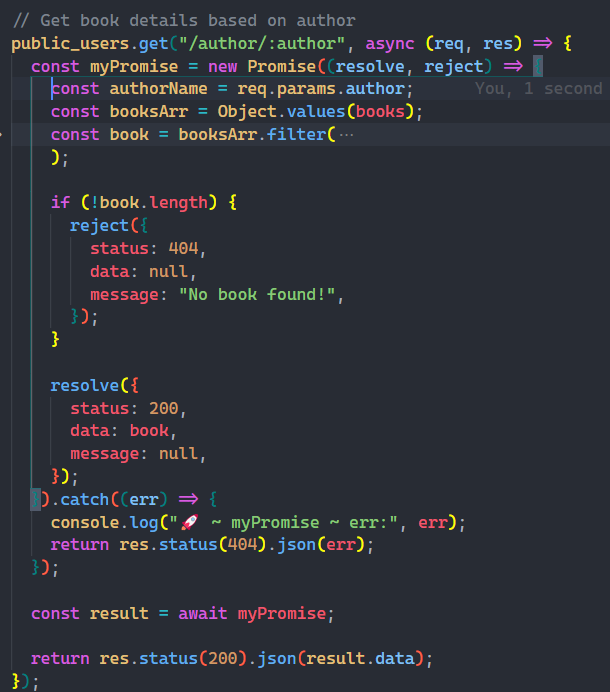 // Get book details based on author
public_users.get("/author/:author", async (req, res) => {
  const myPromise = new Promise((resolve, reject) => {
    const authorName = req.params.author;      You, 1 second
    const booksArr = Object.values(books);
    const book = booksArr.filter(···
    );

    if (!book.length) {
      reject({
        status: 404,
        data: null,
        message: "No book found!",
      });
    }

    resolve({
      status: 200,
      data: book,
      message: null,
    });
  }).catch((err) => {
    console.log("🚀 ~ myPromise ~ err:", err);
    return res.status(404).json(err);
  });

  const result = await myPromise;

  return res.status(200).json(result.data);
});